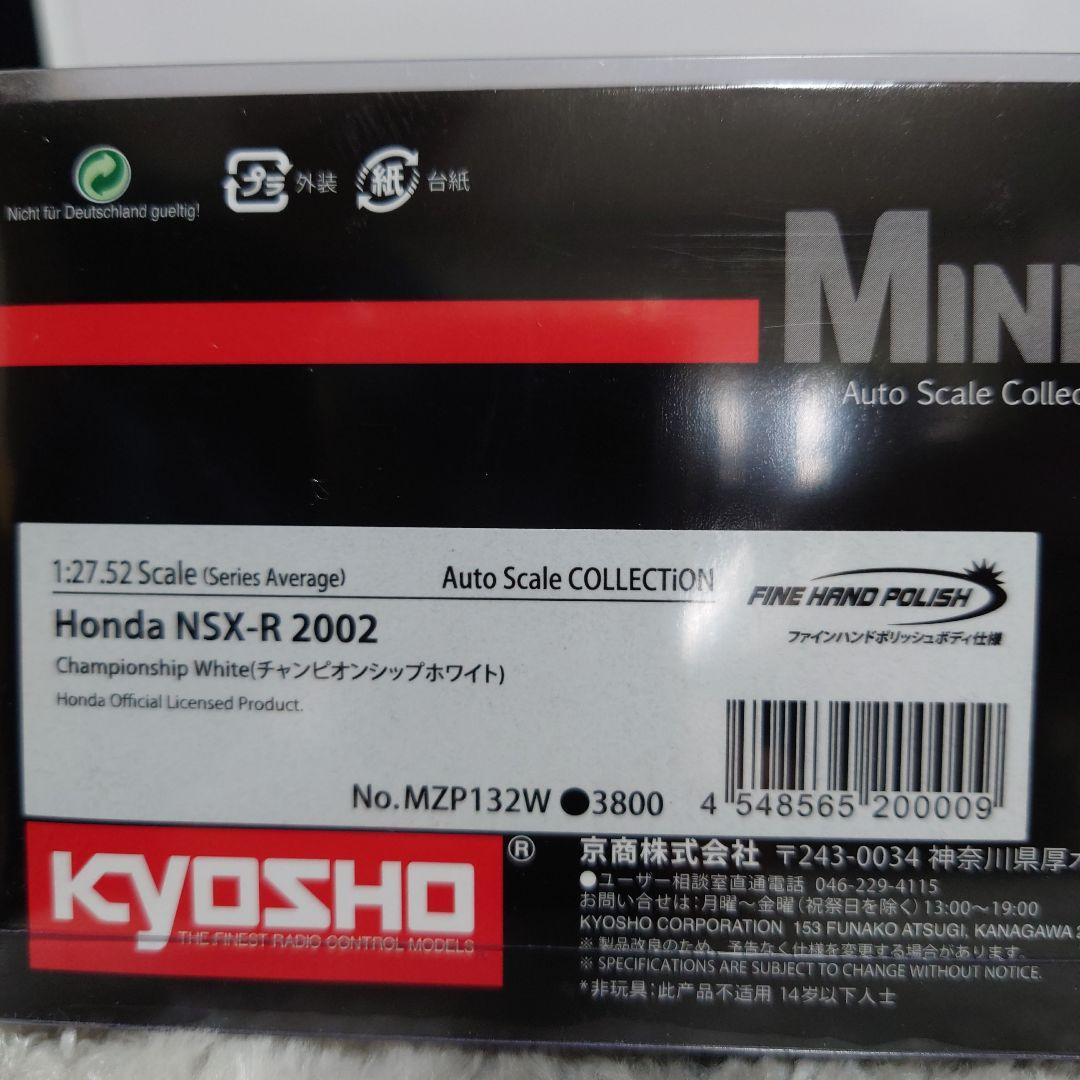 Nicht für Deutschland gueltig!
プラ 外装 紙 台紙
MINI
Auto Scale Collec
1:27.52 Scale (Series Average)
Auto Scale COLLECTiON
FINE HAND POLISH
ファインハンドポリッシュボディ仕様
Honda NSX-R 2002
Championship White(チャンピオンシップホワイト)
Honda Official Licensed Product.
No.MZP132W ●3800
4 548565 200009
KYOSHO ®
THE FINEST RADIO CONTROL MODELS
京商株式会社 〒243-0034 神奈川県厚木
●ユーザー相談室直通電話 046-229-4115
お問い合せは:月曜~金曜(祝祭日を除く)13:00~19:00
KYOSHO CORPORATION 153 FUNAKO ATSUGI, KANAGAWA 2
※ 製品改良のため、予告なく仕様を変更する場合があります。
※ SPECIFICATIONS ARE SUBJECT TO CHANGE WITHOUT NOTICE.
*非玩具:此产品不适用 14岁以下人士